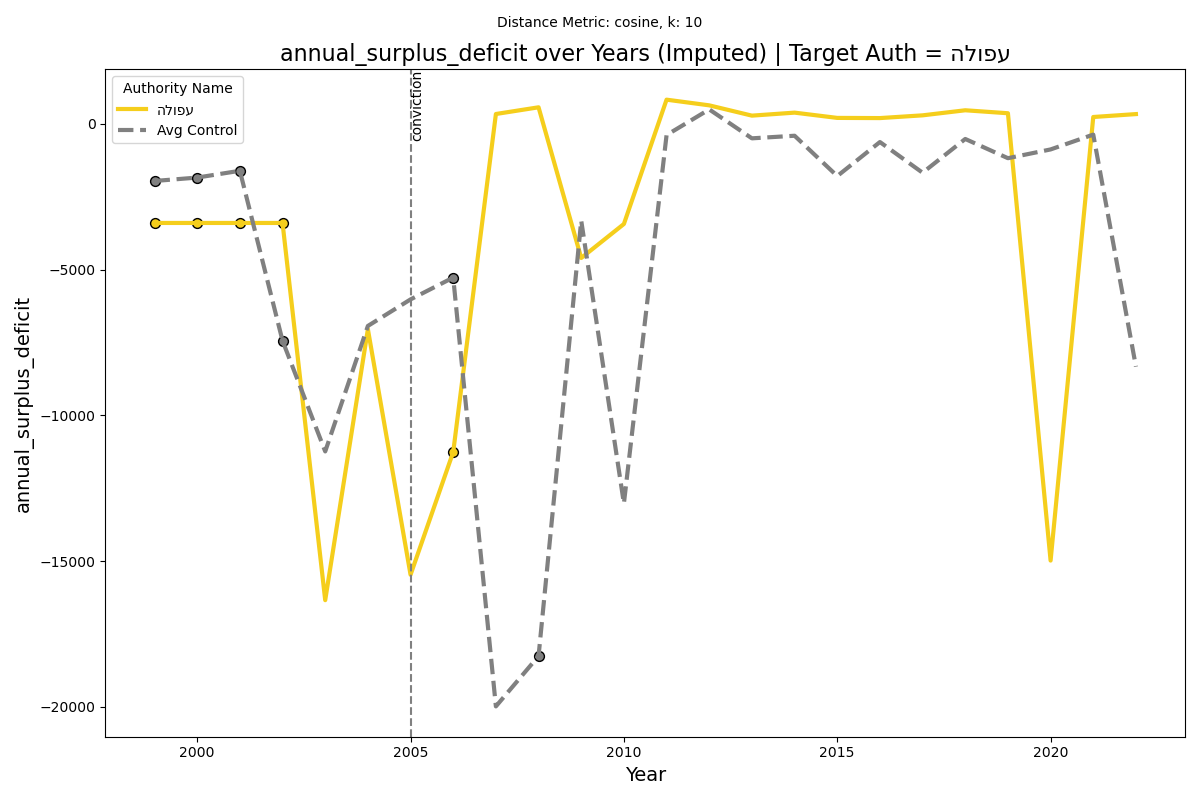 Distance Metric: cosine, k: 10
annual_surplus_deficit over Years (Imputed) | Target Auth = הלופע
Authority Name
הלופע
Avg Control
conviction
annual_surplus_deficit
0
−5000
−10000
−15000
−20000
2000
2005
2010
2015
2020
Year